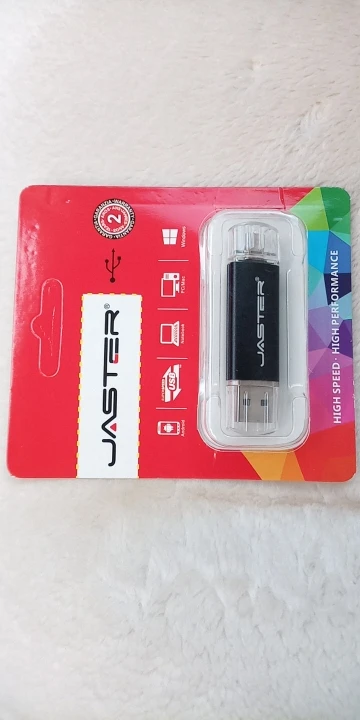 JASTER®
2
Windows
PC/Mac
Notebook
USB
Android
JASTER®
HIGH SPEED · HIGH PERFORMANCE